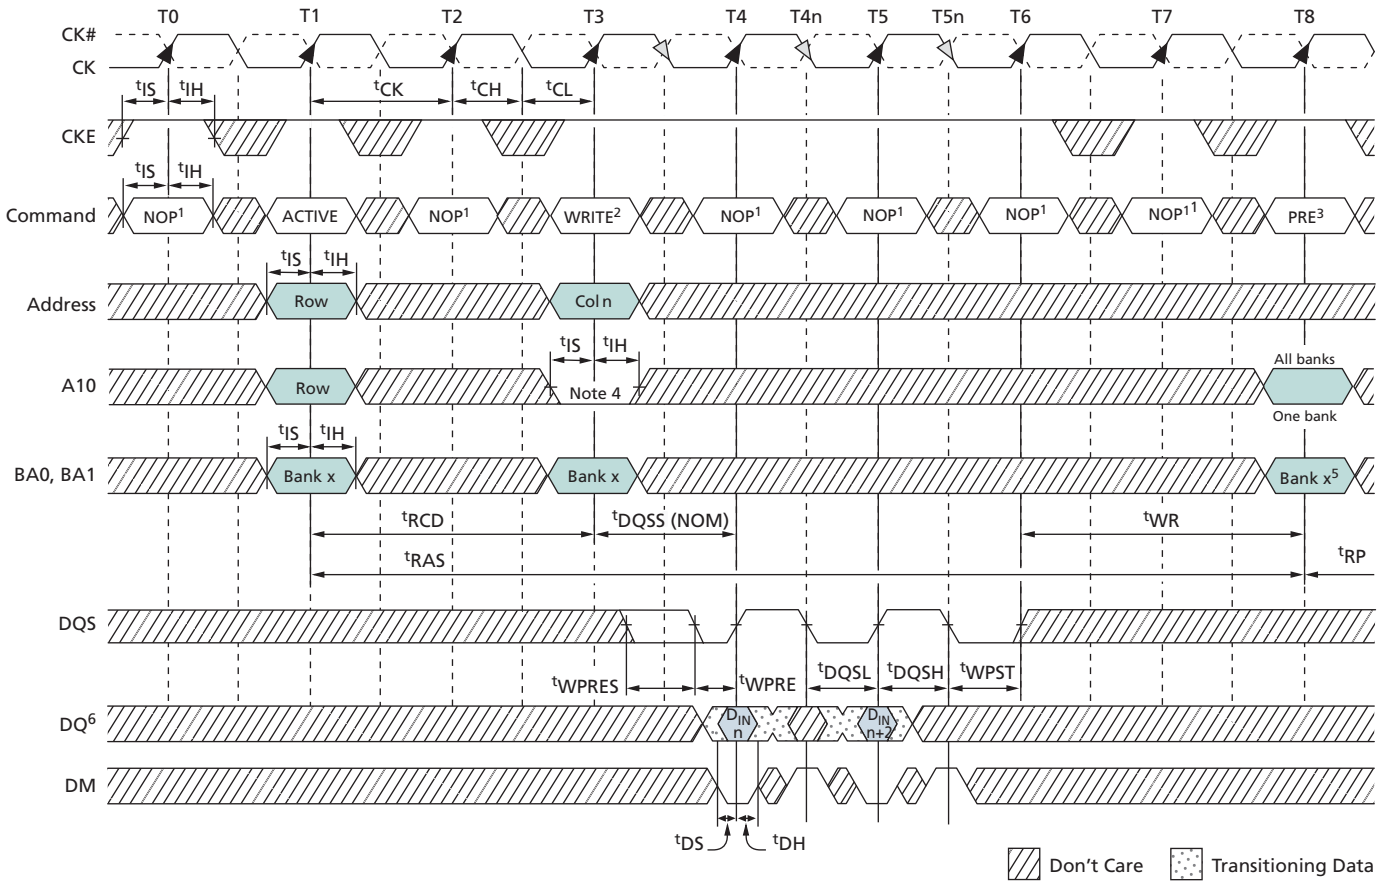 T0 T1 T2 T3 T4 T4n T5 T5n T6 T7 T8
CK#
CK
tIS tIH tCK tCH tCL
CKE
tIS tIH
Command NOP1 ACTIVE NOP1 WRITE2 NOP1 NOP1 NOP1 NOP11 PRE3
tIS tIH
Address Row Col n
tIS tIH All banks
A10 Row Note 4
One bank
tIS tIH
BA0, BA1 Bank x Bank x Bank x5
tRCD tDQSS (NOM) tWR
tRAS tRP
DQS
tWPRES tWPRE tDQSL tDQSH tWPST
DQ6 DIN n DIN n+2
DM
tDS tDH
Don't Care Transitioning Data